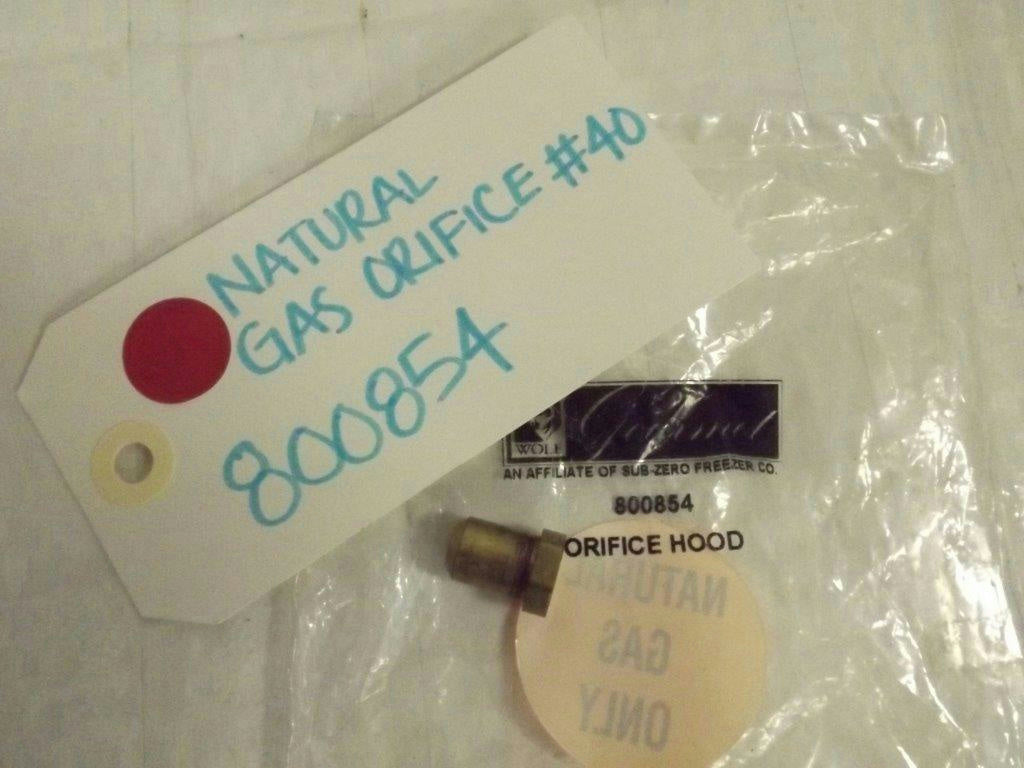 NATURAL
GAS ORIFICE #40
800854
WOLF Gourmet
AN AFFILIATE OF SUB-ZERO FREEZER CO.
800854
ORIFICE HOOD
NATURAL
GAS
ONLY